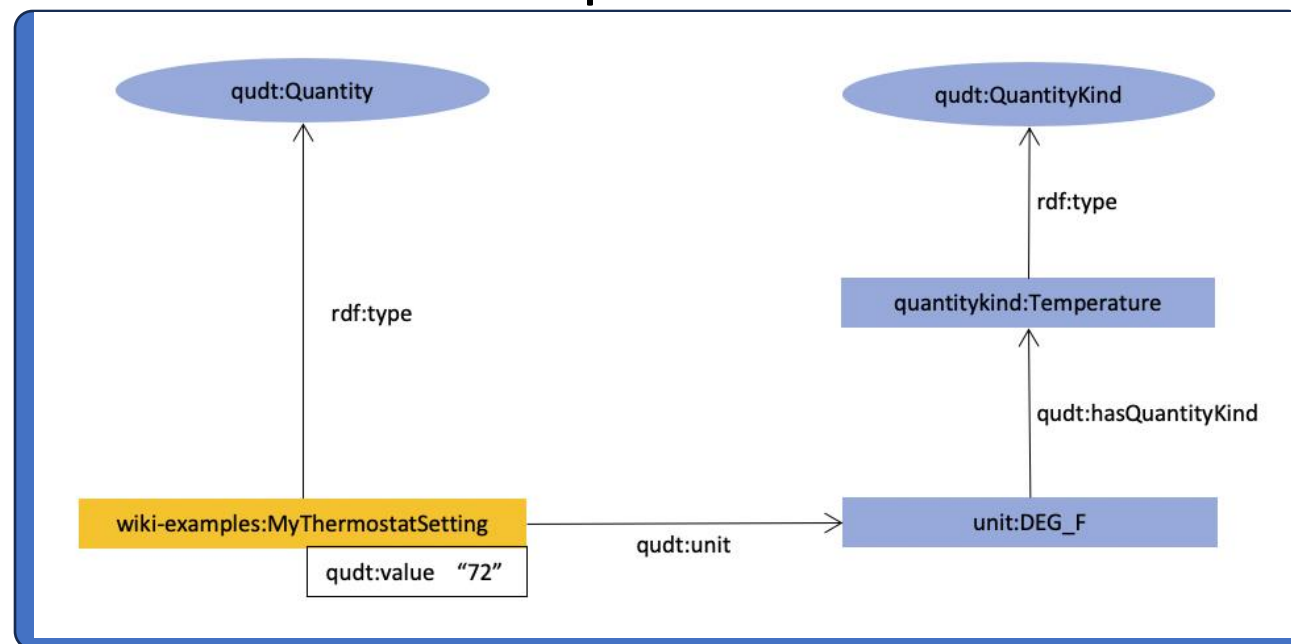 qudt:Quantity
qudt:QuantityKind
rdf:type
quantitykind:Temperature
rdf:type
qudt:hasQuantityKind
wiki-examples:MyThermostatSetting
unit:DEG_F
qudt:unit
qudt:value “72”